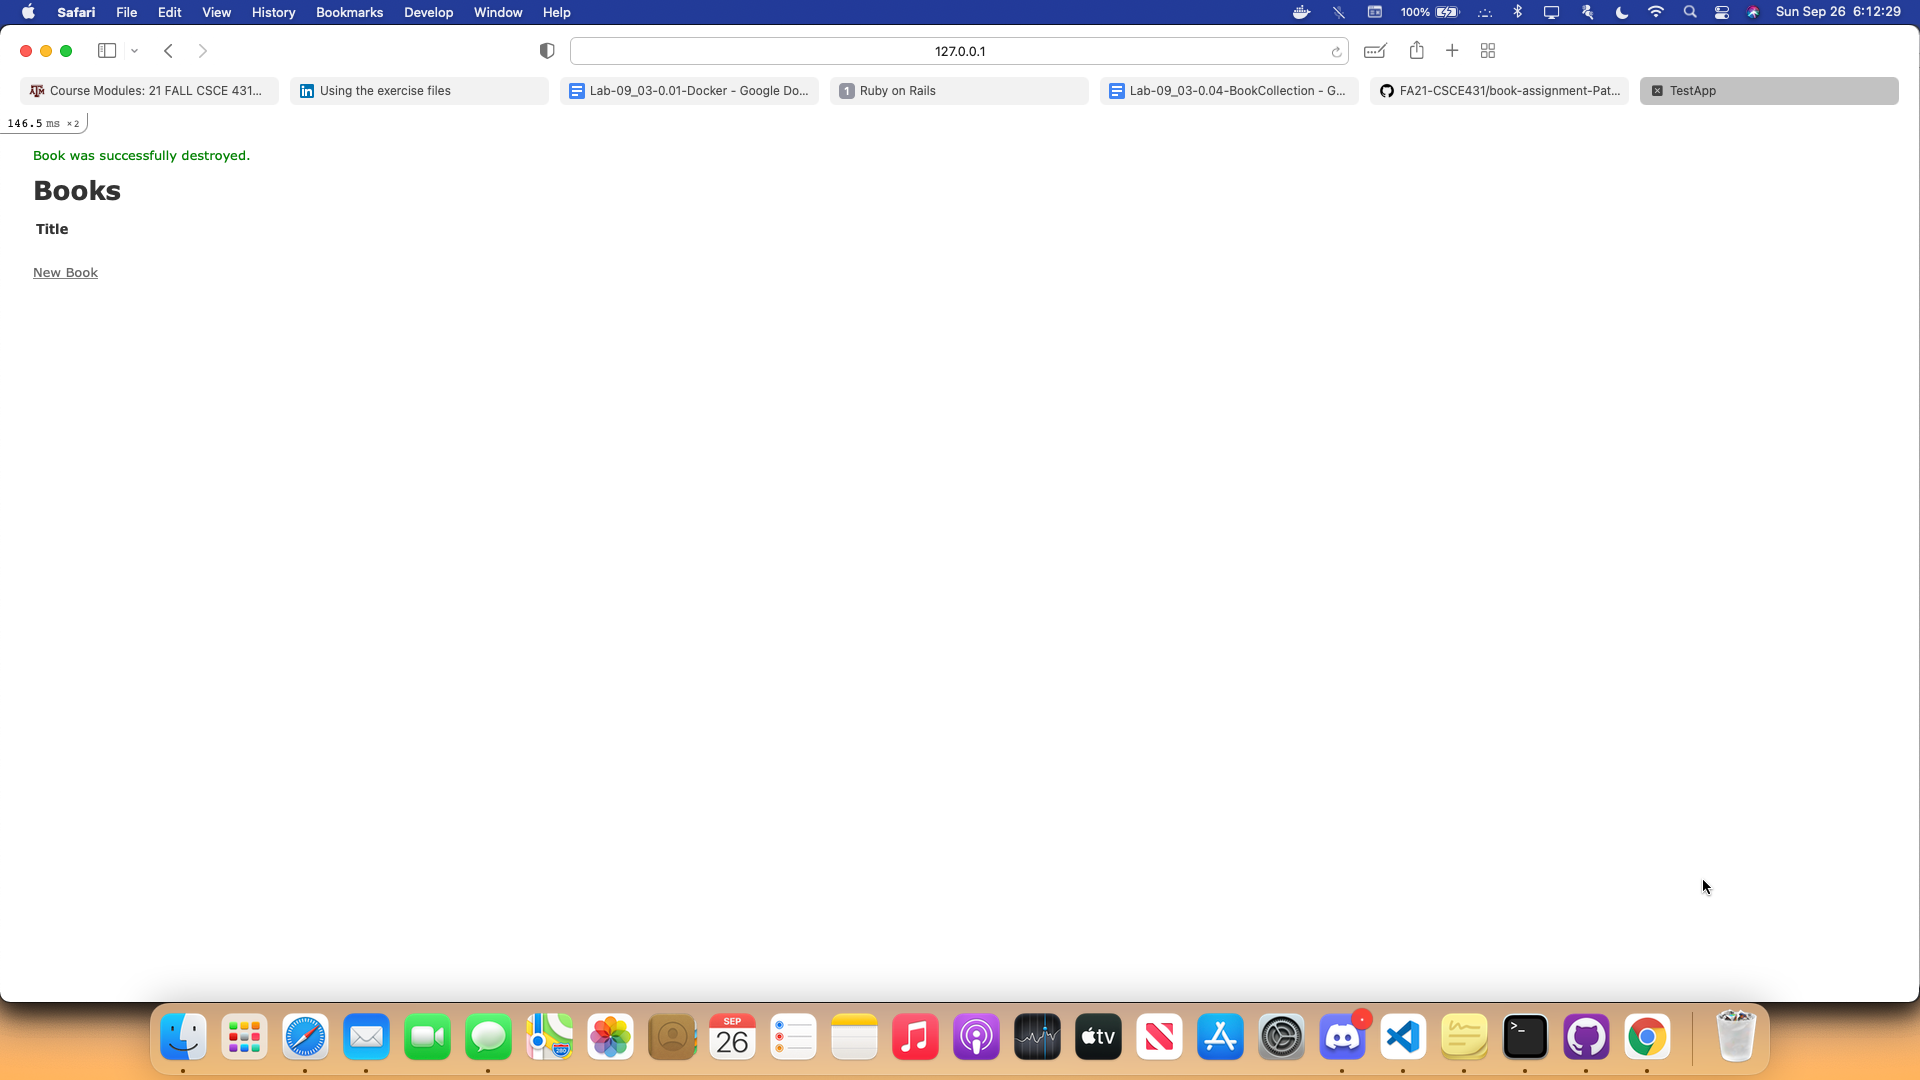 Safari File Edit View History Bookmarks Develop Window Help 100% Sun Sep 26 6:12:29
127.0.0.1
Course Modules: 21 FALL CSCE 431... Using the exercise files Lab-09_03-0.01-Docker - Google Do... 1 Ruby on Rails Lab-09_03-0.04-BookCollection - G... FA21-CSCE431/book-assignment-Pat... TestApp
146.5 ms ×2
Book was successfully destroyed.
Books
Title
New Book
SEP
26
280
tv
>_